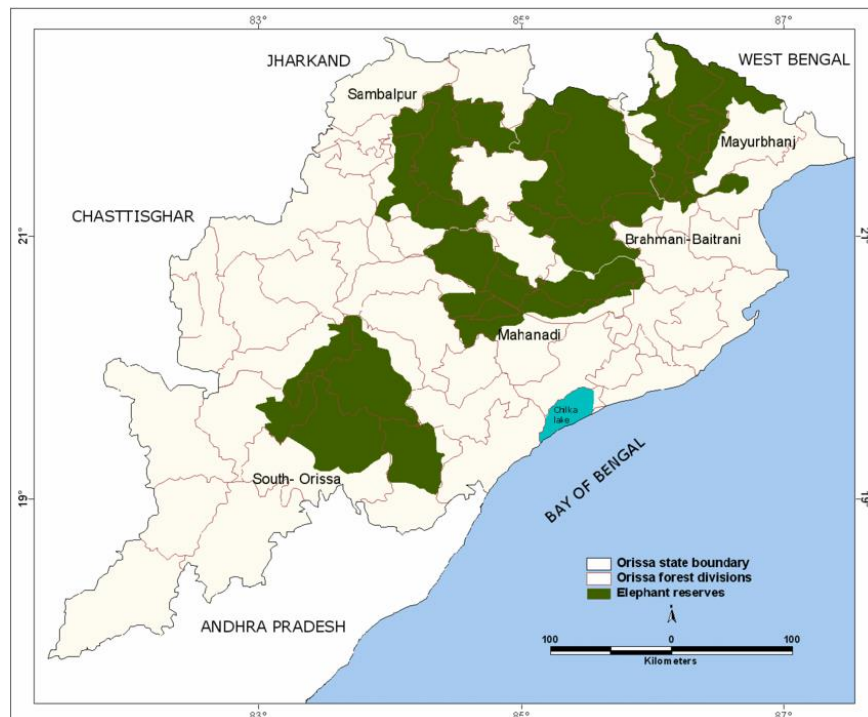 83°
85°
87°
JHARKAND
WEST BENGAL
Sambalpur
Mayurbhanj
CHASTTISGHAR
21°
Brahmani-Baitrani
Mahanadi
Chilka
lake
South- Orissa
19°
BAY OF BENGAL
Orissa state boundary
Orissa forest divisions
Elephant reserves
ANDHRA PRADESH
100
0
100
Kilometers
83°
85°
87°